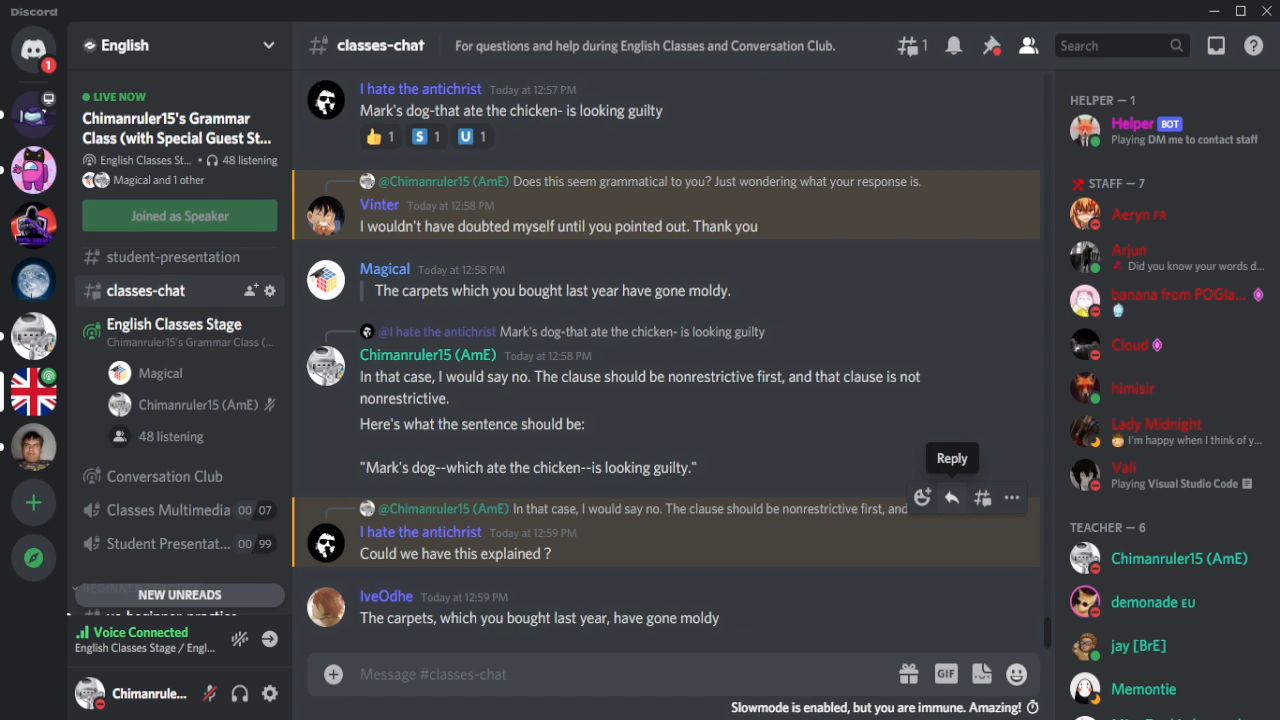 Discord
English
classes-chat
For questions and help during English Classes and Conversation Club.
1
Search
1
LIVE NOW
Chimanruler15's Grammar
Class (with Special Guest St...
English Classes St... • 48 listening
Magical and 1 other
Joined as Speaker
student-presentation
classes-chat
English Classes Stage
Chimanruler15's Grammar Class (...
Magical
Chimanruler15 (AmE)
48 listening
Conversation Club
Classes Multimedia 00 07
Student Presentat... 00 99
NEW UNREADS
Voice Connected
English Classes Stage / Engl...
Chimanrule...
I hate the antichrist Today at 12:57 PM
Mark's dog-that ate the chicken- is looking guilty
1 S 1 U 1
@Chimanruler15 (AmE) Does this seem grammatical to you? Just wondering what your response is.
Vinter Today at 12:58 PM
I wouldn't have doubted myself until you pointed out. Thank you
Magical Today at 12:58 PM
The carpets which you bought last year have gone moldy.
@I hate the antichrist Mark's dog-that ate the chicken- is looking guilty
Chimanruler15 (AmE) Today at 12:58 PM
In that case, I would say no. The clause should be nonrestrictive first, and that clause is not
nonrestrictive.
Here's what the sentence should be:
"Mark's dog--which ate the chicken--is looking guilty."
Reply
@Chimanruler15 (AmE) In that case, I would say no. The clause should be nonrestrictive first, and
I hate the antichrist Today at 12:59 PM
Could we have this explained ?
IveOdhe Today at 12:59 PM
The carpets, which you bought last year, have gone moldy
Message #classes-chat
GIF
Slowmode is enabled, but you are immune. Amazing!
HELPER — 1
Helper BOT
Playing DM me to contact staff
STAFF — 7
Aeryn FR
Arjun
Did you know your words d...
banana from POGla...
Cloud
himisir
Lady Midnight
I'm happy when I think of y...
Vali
Playing Visual Studio Code
TEACHER — 6
Chimanruler15 (AmE)
demonade EU
jay [BrE]
Memontie